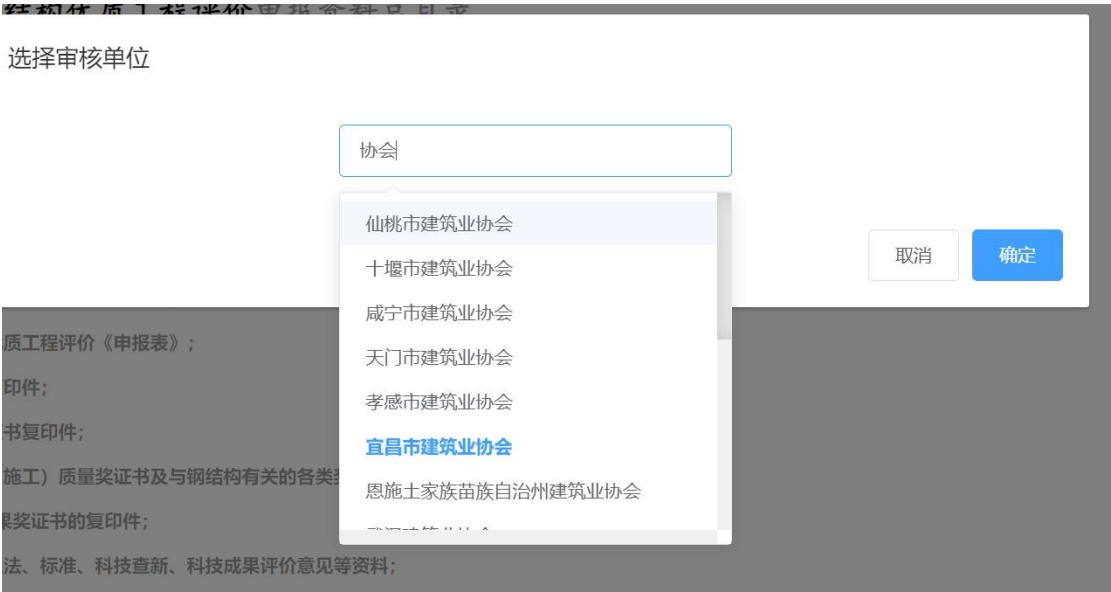 选择审核单位
协会
仙桃市建筑业协会
十堰市建筑业协会
咸宁市建筑业协会
天门市建筑业协会
孝感市建筑业协会
宜昌市建筑业协会
恩施土家族苗族自治州建筑业协会
取消
确定
质工程评价《申报表》;
印件;
书复印件;
施工）质量奖证书及与钢结构有关的各类
奖证书的复印件;
法、标准、科技查新、科技成果评价意见等资料;